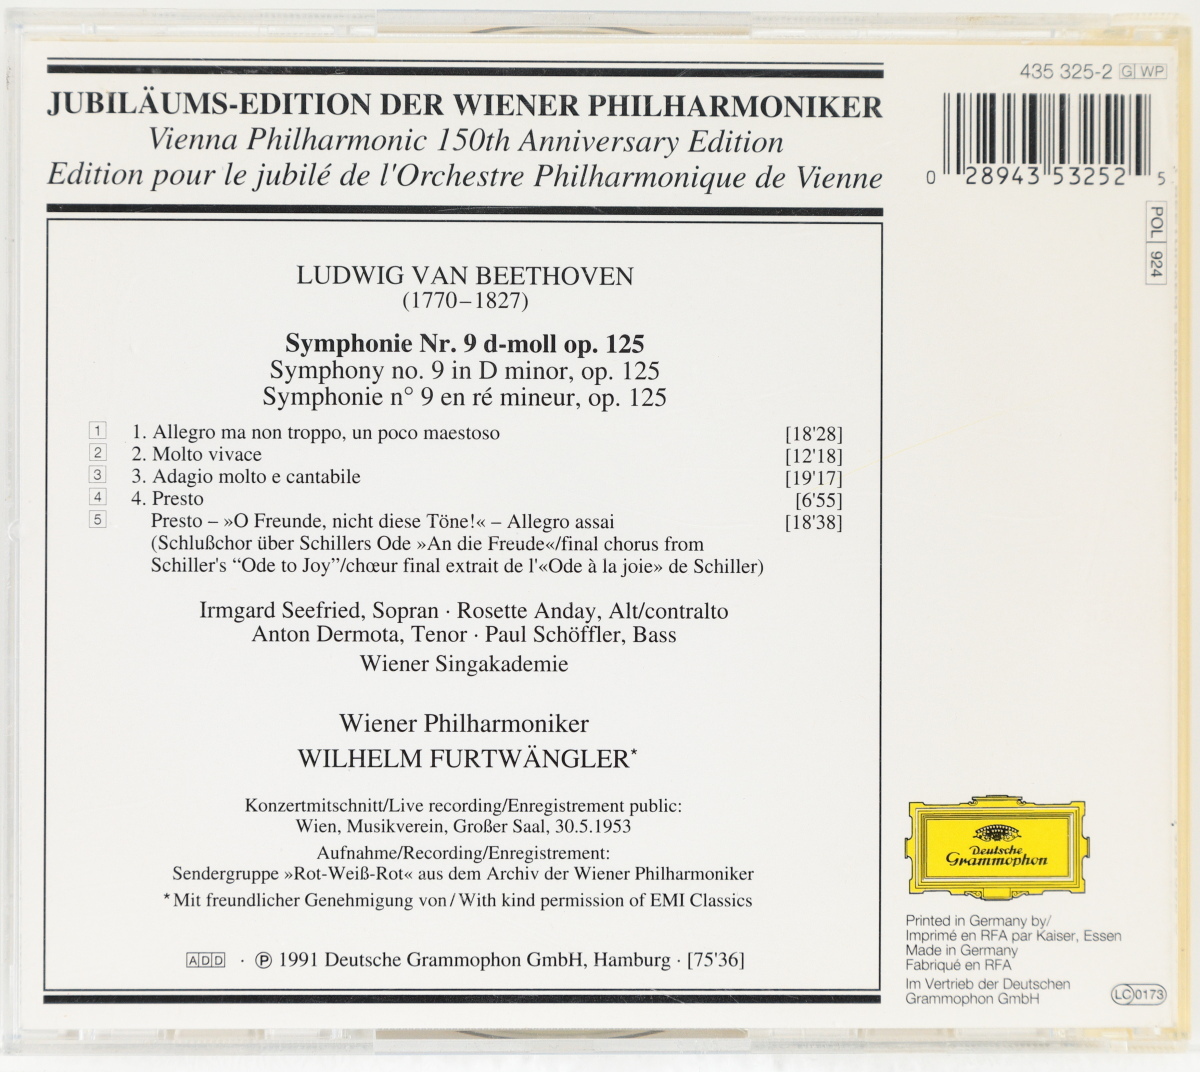 JUBILÄUMS-EDITION DER WIENER PHILHARMONIKER
Vienna Philharmonic 150th Anniversary Edition
Edition pour le jubilé de l'Orchestre Philharmonique de Vienne
435 325-2 G WP
0 28943 53252 5
POL 924
LUDWIG VAN BEETHOVEN
(1770–1827)
Symphonie Nr. 9 d-moll op. 125
Symphony no. 9 in D minor, op. 125
Symphonie n° 9 en ré mineur, op. 125
1 1. Allegro ma non troppo, un poco maestoso [18'28]
2 2. Molto vivace [12'18]
3 3. Adagio molto e cantabile [19'17]
4 4. Presto [6'55]
5 Presto – »O Freunde, nicht diese Töne!« – Allegro assai [18'38]
(Schlußchor über Schillers Ode »An die Freude«/final chorus from
Schiller's “Ode to Joy”/chœur final extrait de l'«Ode à la joie» de Schiller)
Irmgard Seefried, Sopran · Rosette Anday, Alt/contralto
Anton Dermota, Tenor · Paul Schöffler, Bass
Wiener Singakademie
Wiener Philharmoniker
WILHELM FURTWÄNGLER*
Konzertmitschnitt/Live recording/Enregistrement public:
Wien, Musikverein, Großer Saal, 30.5.1953
Aufnahme/Recording/Enregistrement:
Sendergruppe »Rot-Weiß-Rot« aus dem Archiv der Wiener Philharmoniker
*Mit freundlicher Genehmigung von / With kind permission of EMI Classics
ADD · ℗ 1991 Deutsche Grammophon GmbH, Hamburg · [75'36]
Deutsche
Grammophon
Printed in Germany by/
Imprimé en RFA par Kaiser, Essen
Made in Germany
Fabriqué en RFA
Im Vertrieb der Deutschen
Grammophon GmbH
LC 0173